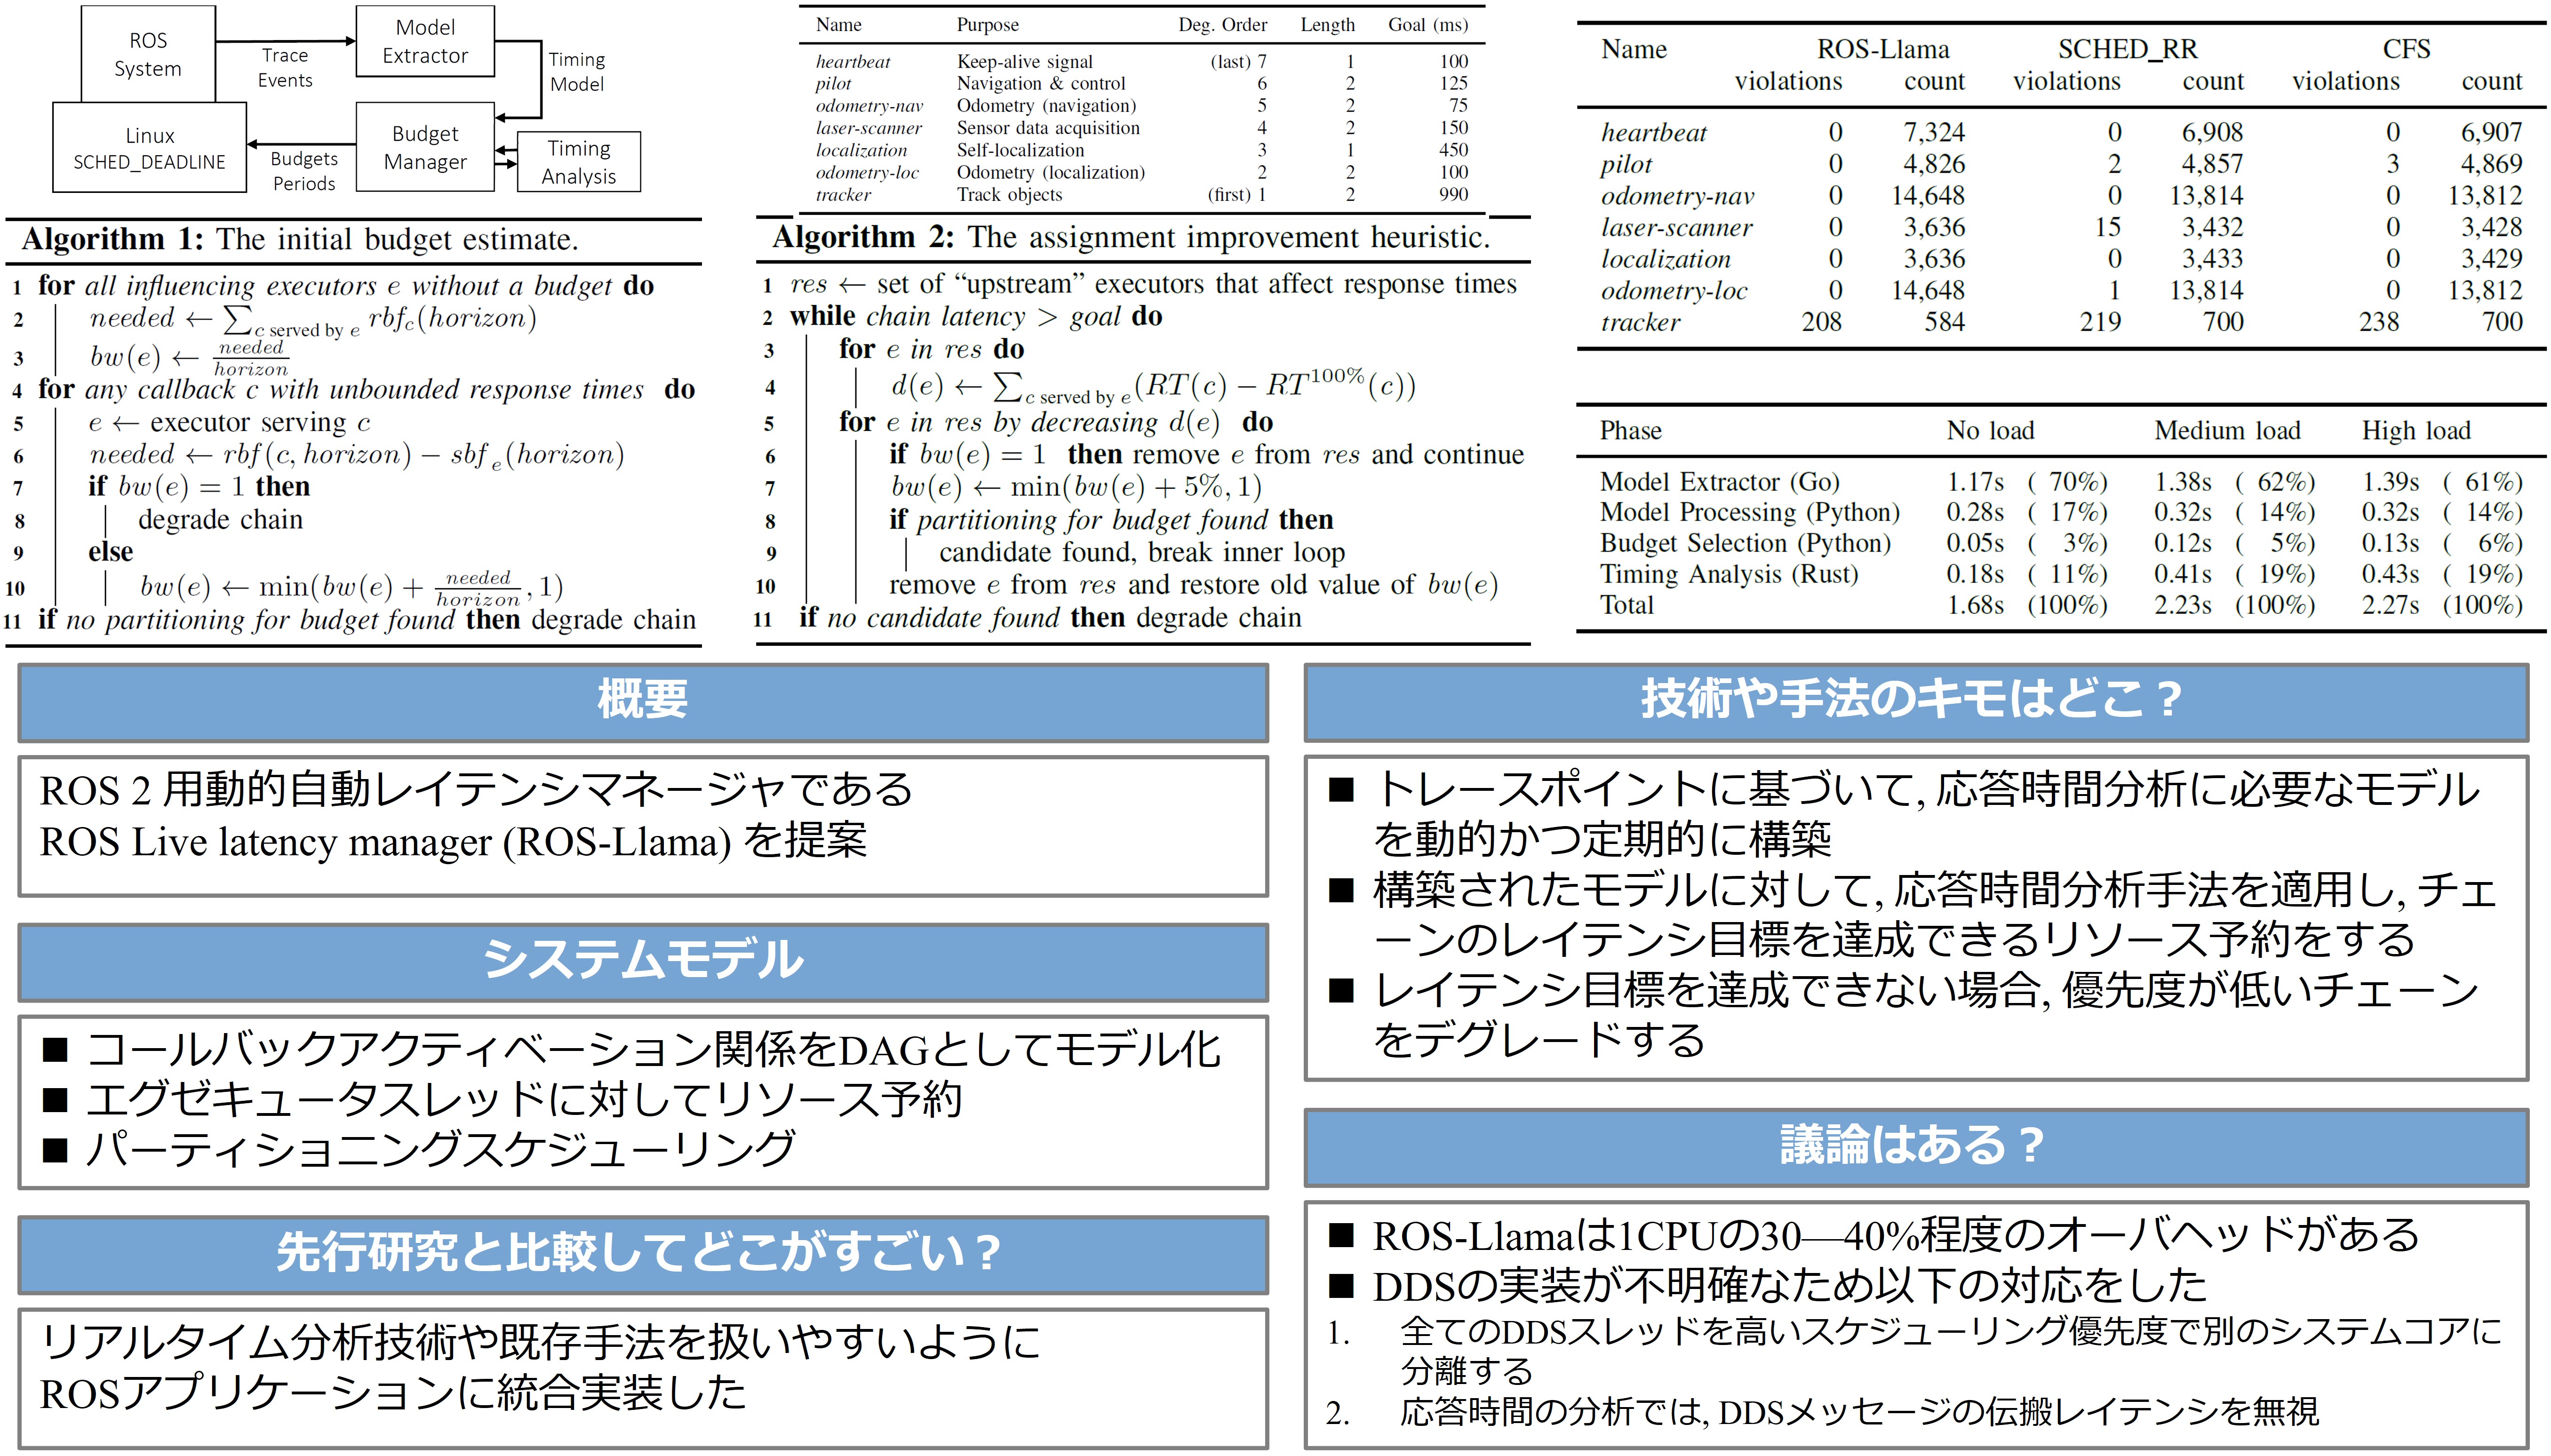 ROS
System
Trace
Events
Model
Extractor
Timing
Model
Linux
SCHED_DEADLINE
Budgets
Periods
Budget
Manager
Timing
Analysis
Name Purpose Deg. Order Length Goal (ms)
heartbeat Keep-alive signal (last) 7 1 100
pilot Navigation & control 6 2 125
odometry-nav Odometry (navigation) 5 2 75
laser-scanner Sensor data acquisition 4 2 150
localization Self-localization 3 1 450
odometry-loc Odometry (localization) 2 2 100
tracker Track objects (first) 1 2 990
Name ROS-Llama SCHED_RR CFS
violations count violations count violations count
heartbeat 0 7,324 0 6,908 0 6,907
pilot 0 4,826 2 4,857 3 4,869
odometry-nav 0 14,648 0 13,814 0 13,812
laser-scanner 0 3,636 15 3,432 0 3,428
localization 0 3,636 0 3,433 0 3,429
odometry-loc 0 14,648 1 13,814 0 13,812
tracker 208 584 219 700 238 700
Algorithm 1: The initial budget estimate.
1 for all influencing executors e without a budget do
2 needed ← ∑c served by e rbfc(horizon)
3 bw(e) ← needed/horizon
4 for any callback c with unbounded response times do
5 e ← executor serving c
6 needed ← rbf(c, horizon) − sbfe(horizon)
7 if bw(e) = 1 then
8 degrade chain
9 else
10 bw(e) ← min(bw(e) + needed/horizon, 1)
11 if no partitioning for budget found then degrade chain
Algorithm 2: The assignment improvement heuristic.
1 res ← set of “upstream” executors that affect response times
2 while chain latency > goal do
3 for e in res do
4 d(e) ← ∑c served by e(RT(c) − RT100%(c))
5 for e in res by decreasing d(e) do
6 if bw(e) = 1 then remove e from res and continue
7 bw(e) ← min(bw(e) + 5%, 1)
8 if partitioning for budget found then
9 candidate found, break inner loop
10 remove e from res and restore old value of bw(e)
11 if no candidate found then degrade chain
Phase No load Medium load High load
Model Extractor (Go) 1.17s ( 70%) 1.38s ( 62%) 1.39s ( 61%)
Model Processing (Python) 0.28s ( 17%) 0.32s ( 14%) 0.32s ( 14%)
Budget Selection (Python) 0.05s ( 3%) 0.12s ( 5%) 0.13s ( 6%)
Timing Analysis (Rust) 0.18s ( 11%) 0.41s ( 19%) 0.43s ( 19%)
Total 1.68s (100%) 2.23s (100%) 2.27s (100%)
概要
ROS 2 用動的自動レイテンシマネージャである
ROS Live latency manager (ROS-Llama) を提案
システムモデル
■ コールバックアクティベーション関係をDAGとしてモデル化
■ エグゼキュータスレッドに対してリソース予約
■ パーティショニングスケジューリング
先行研究と比較してどこがすごい？
リアルタイム分析技術や既存手法を扱いやすいように
ROSアプリケーションに統合実装した
技術や手法のキモはどこ？
■ トレースポイントに基づいて, 応答時間分析に必要なモデル
を動的かつ定期的に構築
■ 構築されたモデルに対して, 応答時間分析手法を適用し, チェ
ーンのレイテンシ目標を達成できるリソース予約をする
■ レイテンシ目標を達成できない場合, 優先度が低いチェーン
をデグレードする
議論はある？
■ ROS-Llamaは1CPUの30—40%程度のオーバヘッドがある
■ DDSの実装が不明確なため以下の対応をした
1. 全てのDDSスレッドを高いスケジューリング優先度で別のシステムコアに
分離する
2. 応答時間の分析では, DDSメッセージの伝搬レイテンシを無視